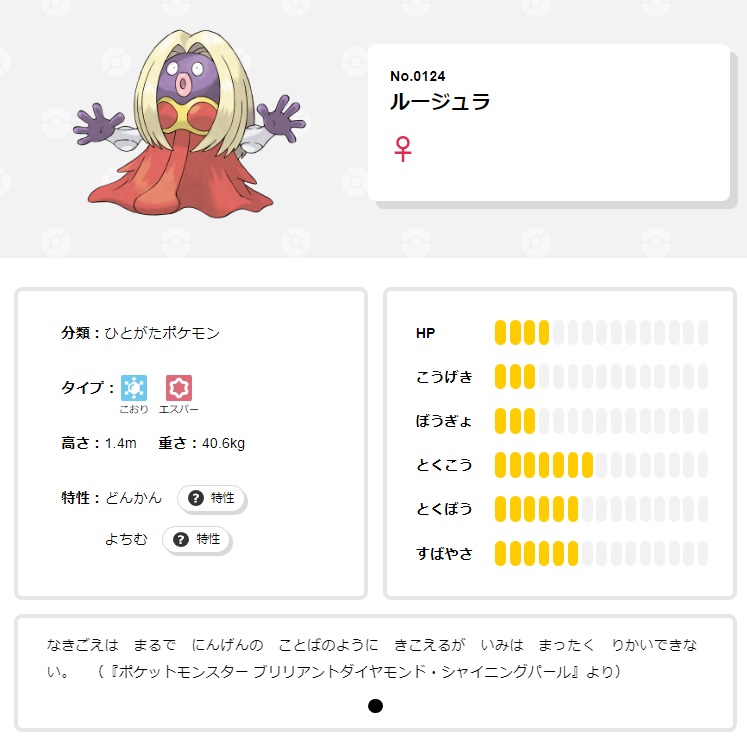 No.0124
ルージュラ
♀
分類：ひとがたポケモン
タイプ：
こおり エスパー
高さ：1.4m 重さ：40.6kg
特性：どんかん ? 特性
よちむ ? 特性
HP
こうげき
ぼうぎょ
とくこう
とくぼう
すばやさ
なきごえは　まるで　にんげんの　ことばのように　きこえるが　いみは　まったく　りかいできな
い。　（『ポケットモンスター ブリリアントダイヤモンド・シャイニングパール』より）